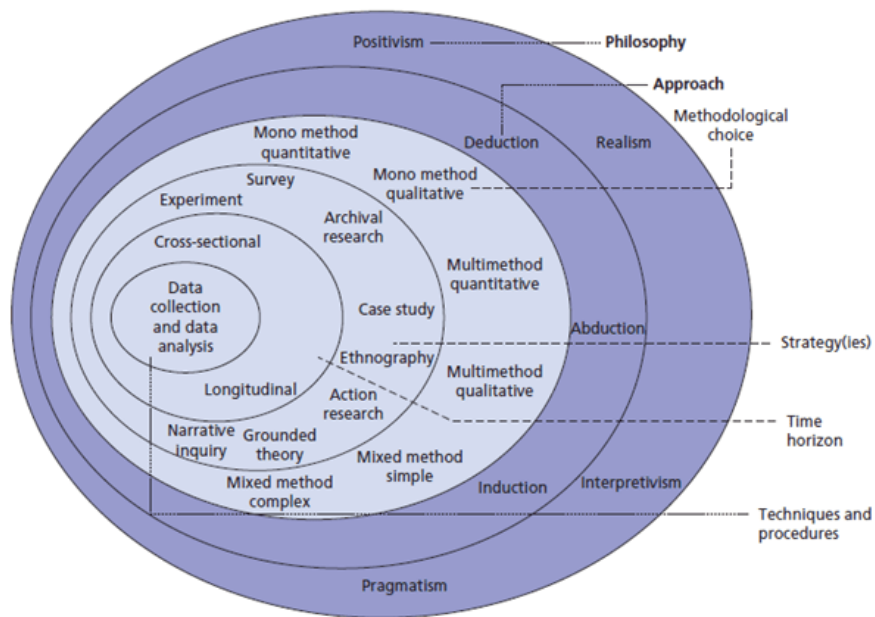 Positivism
Philosophy
Approach
Methodological
choice
Mono method
quantitative
Deduction
Realism
Mono method
qualitative
Survey
Experiment
Archival
research
Cross-sectional
Multimethod
quantitative
Data
collection
and data
analysis
Case study
Abduction
Strategy(ies)
Ethnography
Multimethod
qualitative
Longitudinal
Action
research
Time
horizon
Narrative
inquiry
Grounded
theory
Mixed method
simple
Mixed method
complex
Induction
Interpretivism
Techniques and
procedures
Pragmatism